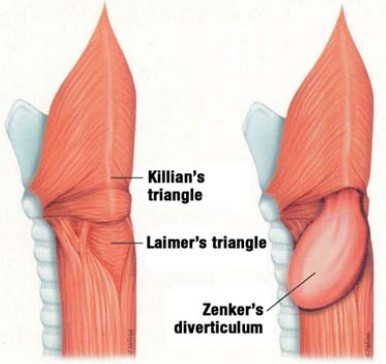 Killian's
triangle
Laimer's triangle
Zenker's
diverticulum